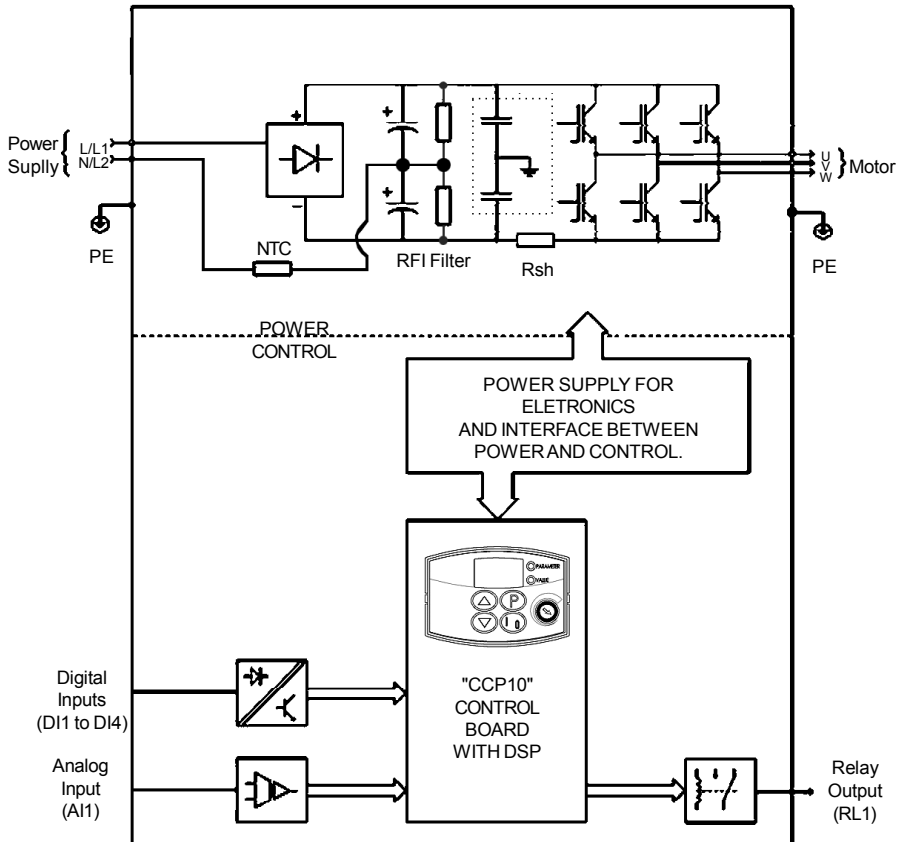 Power
Suplly
L/L1
N/L2
PE
NTC
RFI Filter
Rsh
U
V
W
Motor
PE
POWER
CONTROL
POWER SUPPLY FOR
ELETRONICS
AND INTERFACE BETWEEN
POWER AND CONTROL.
PARAMETER
VALUE
P
I 0
"CCP10"
CONTROL
BOARD
WITH DSP
Digital
Inputs
(DI1 to DI4)
Analog
Input
(AI1)
Relay
Output
(RL1)